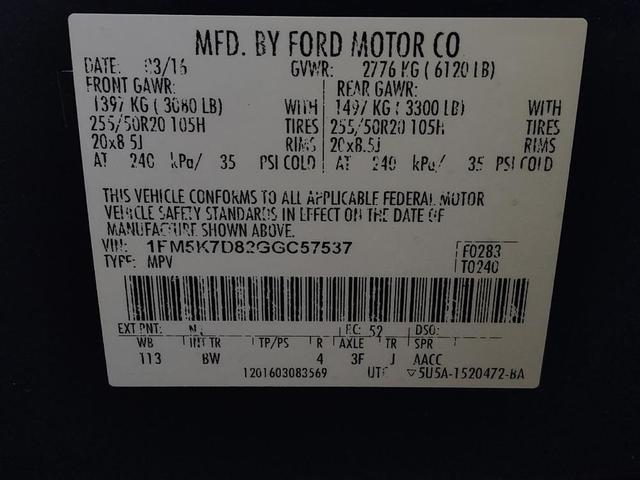 MFD. BY FORD MOTOR CO
DATE: 03/16 GVWR: 2776 KG ( 6120 LB)
FRONT GAWR: REAR GAWR:
1397 KG ( 3080 LB) WITH 1497 KG ( 3300 LB) WITH
255/50R20 105H TIRES 255/50R20 105H TIRES
20x8.5J RIMS 20x8.5J RIMS
AT 240 kPa/ 35 PSI COLD AT 240 kPa/ 35 PSI COLD
THIS VEHICLE CONFORMS TO ALL APPLICABLE FEDERAL MOTOR
VEHICLE SAFETY STANDARDS IN EFFECT ON THE DATE OF
MANUFACTURE SHOWN ABOVE.
VIN: 1FM5K7D82GGC57537 F0283
TYPE: MPV T0240
EXT PNT: RC: 52 DSO:
WB INT TR TP/PS R AXLE TR
113 BW 4 3F J AACC
1201603083569 UTC ▽5U5A-1520472-BA